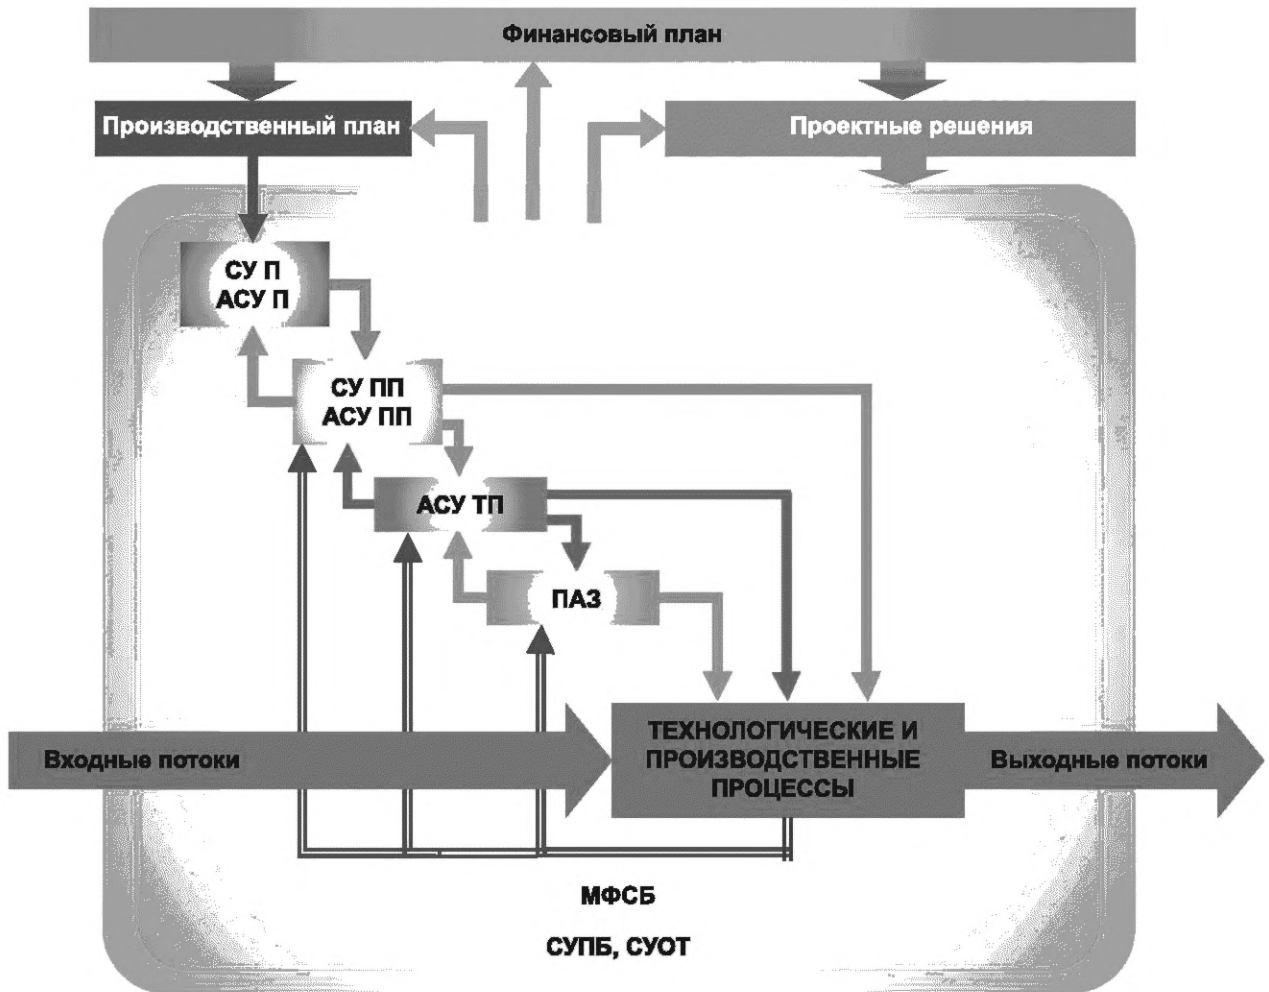 Финансовый план
Производственный план
Проектные решения
СУ П
АСУ П
СУ ПП
АСУ ПП
АСУ ТП
ПАЗ
Входные потоки
ТЕХНОЛОГИЧЕСКИЕ И
ПРОИЗВОДСТВЕННЫЕ
ПРОЦЕССЫ
Выходные потоки
МФСБ
СУПБ, СУОТ